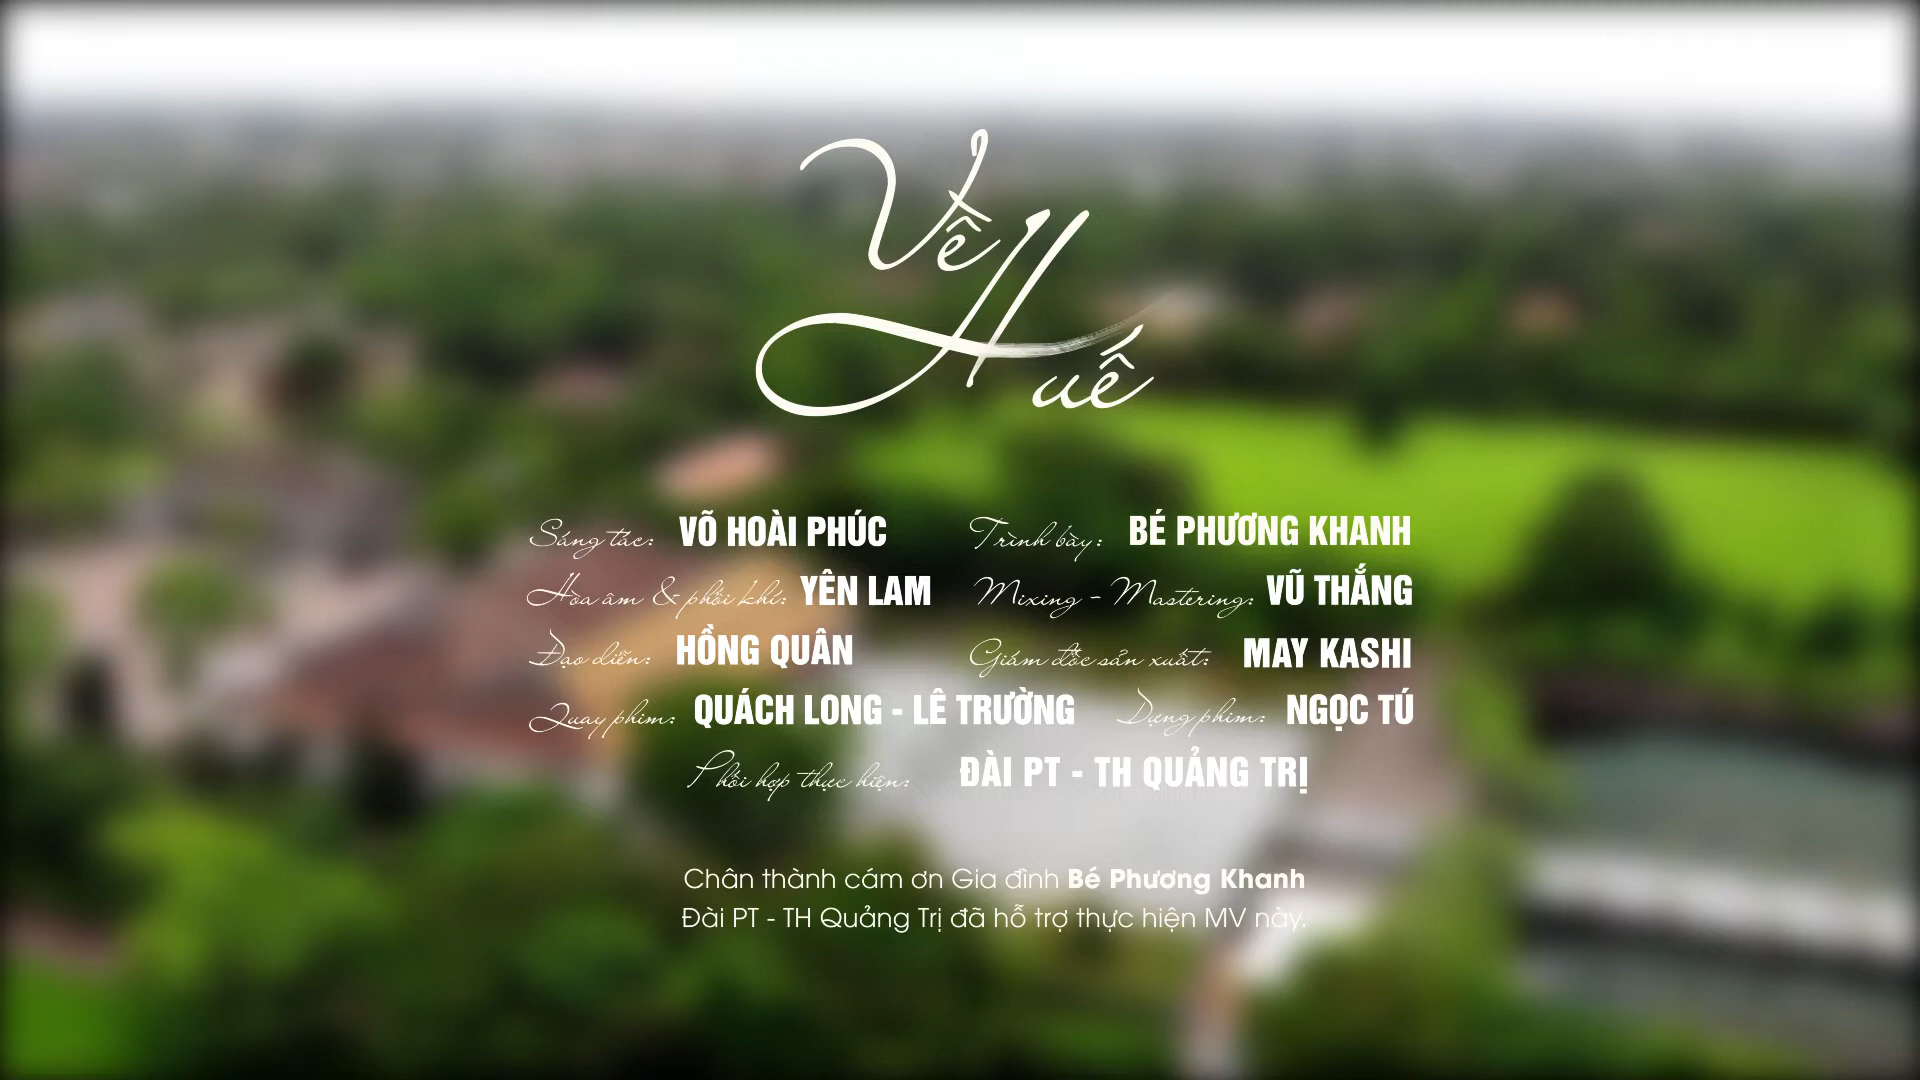 Về
Huế
Sáng tác: VÕ HOÀI PHÚC Trình bày: BÉ PHƯƠNG KHANH
Hòa âm & phối khí: YÊN LAM Mixing - Mastering: VŨ THẮNG
Đạo diễn: HỒNG QUÂN Giám đốc sản xuất: MAY KASHI
Quay phim: QUÁCH LONG - LÊ TRƯỜNG Dựng phim: NGỌC TÚ
Phối hợp thực hiện: ĐÀI PT - TH QUẢNG TRỊ
Chân thành cám ơn Gia đình Bé Phương Khanh
Đài PT - TH Quảng Trị đã hỗ trợ thực hiện MV này.